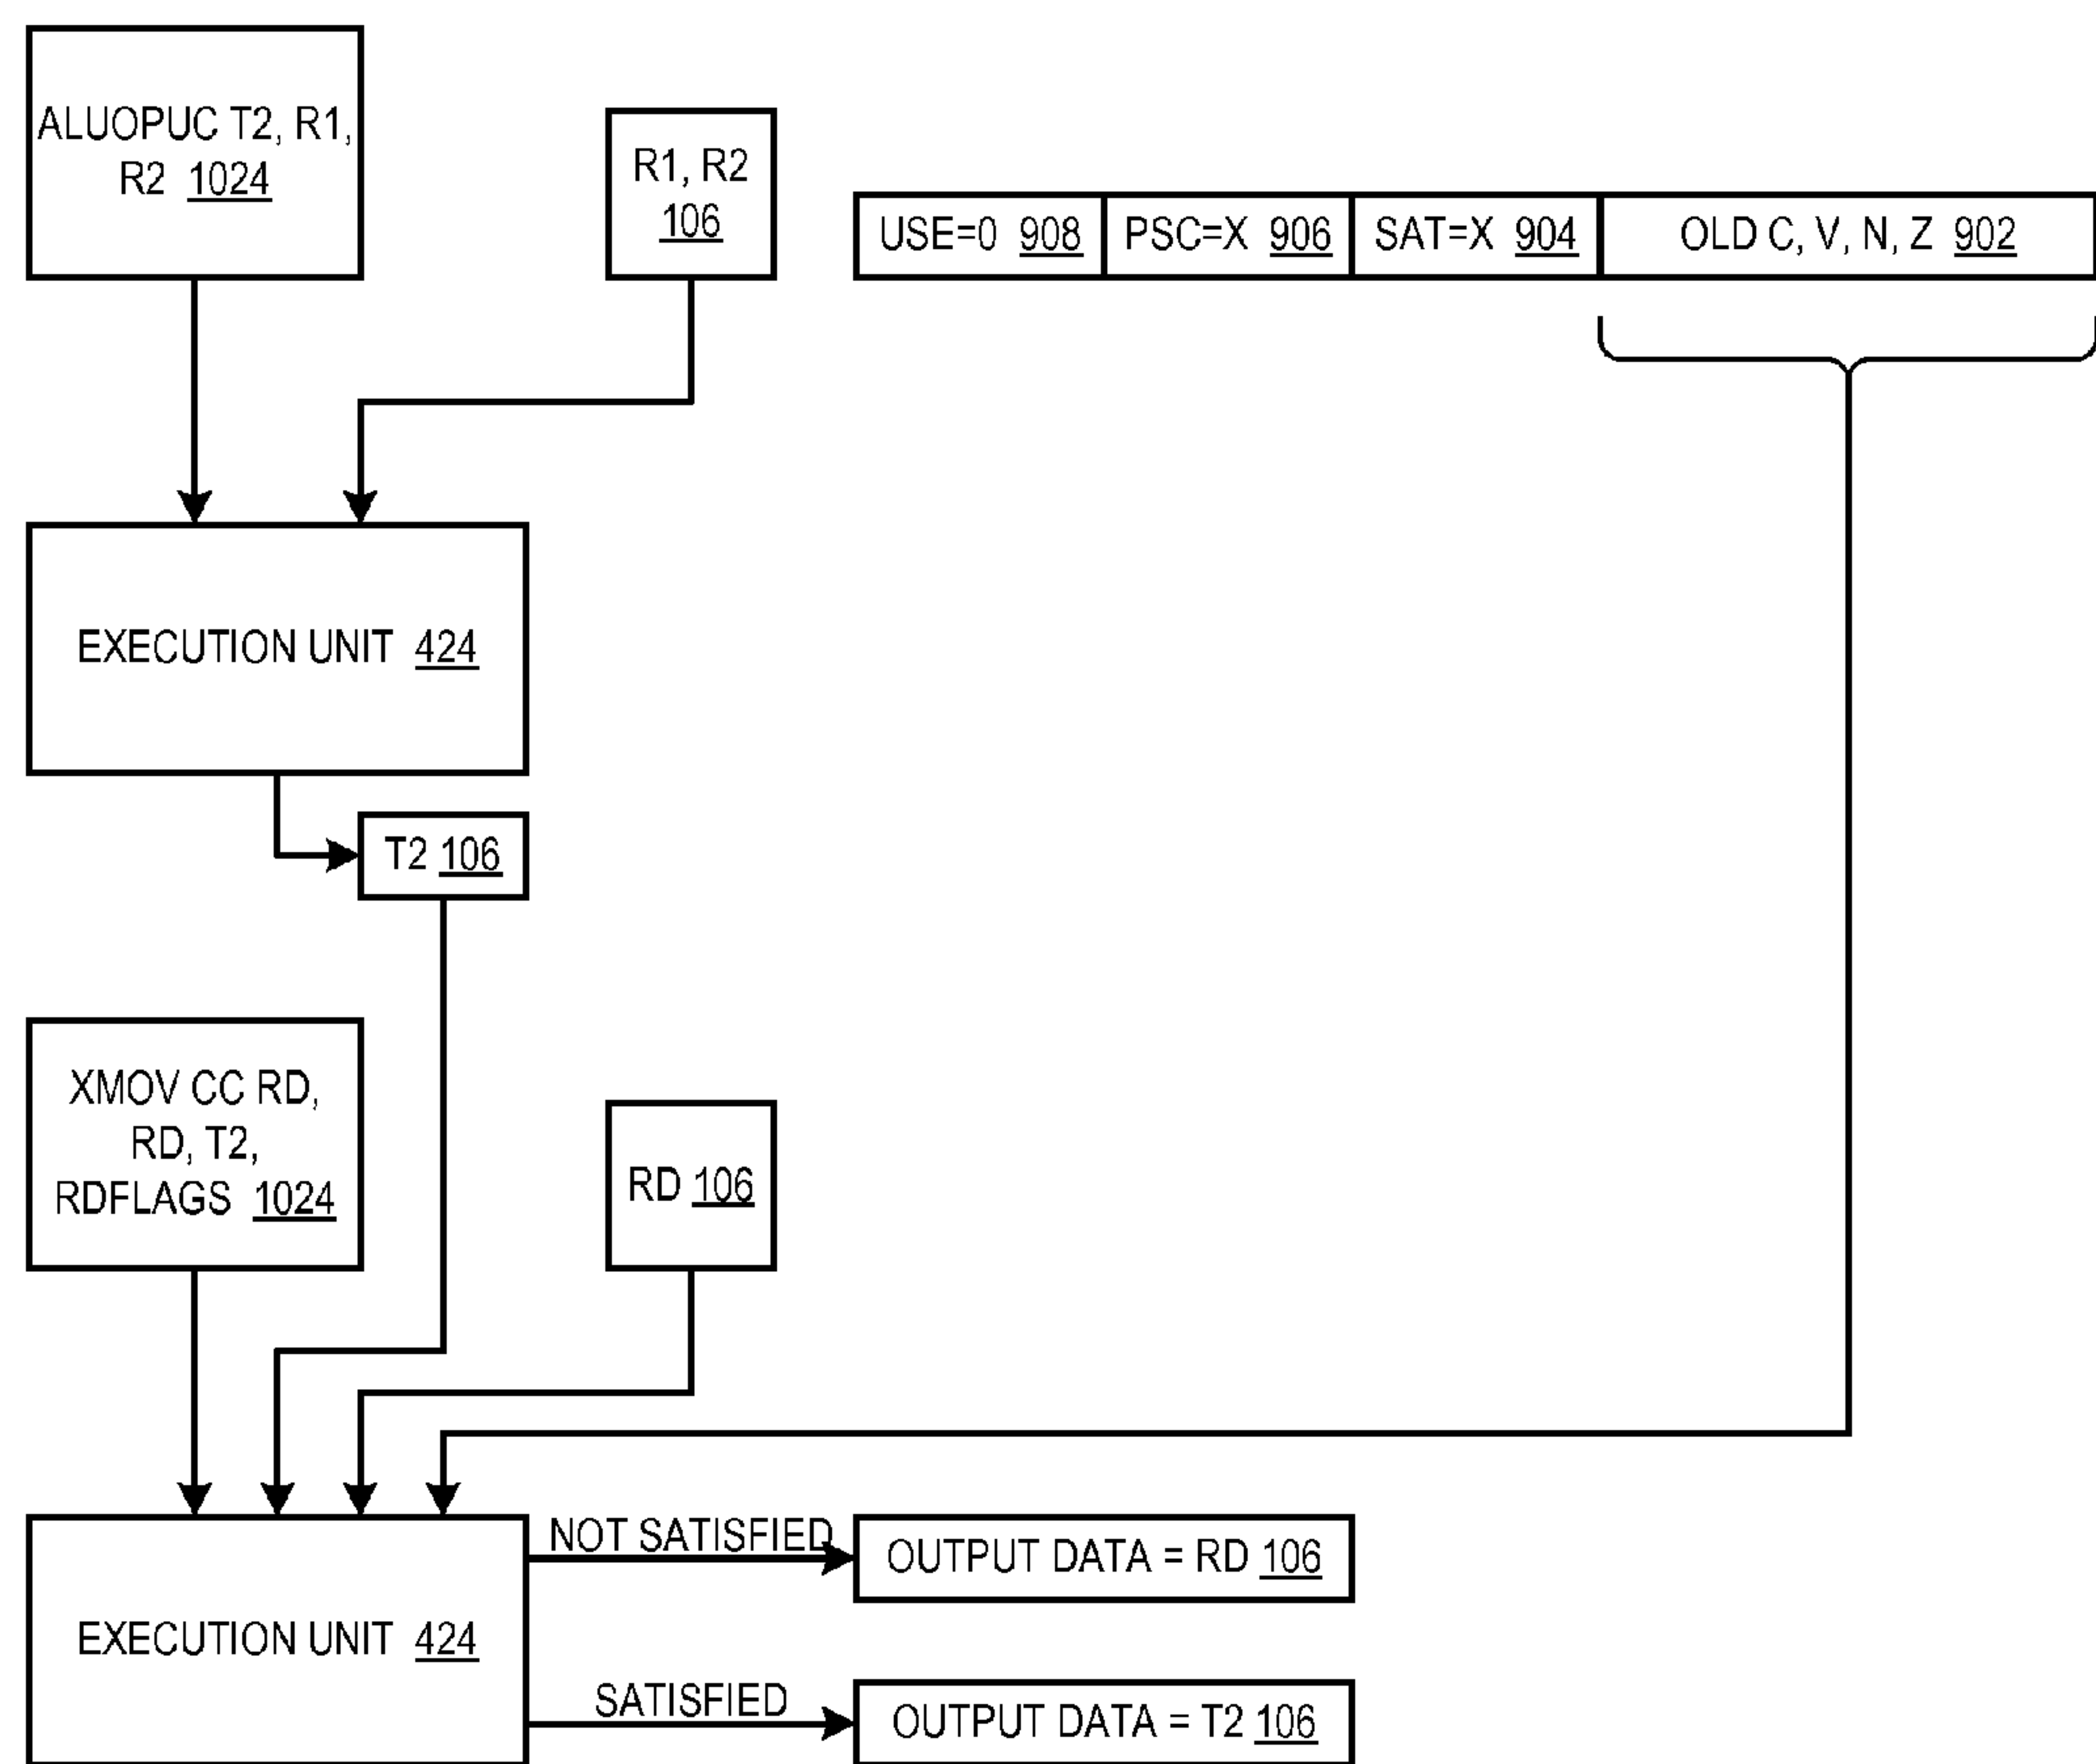 ALUOPUC T2, R1,
R2 1024
R1, R2
106
USE=0 908
PSC=X 906
SAT=X 904
OLD C, V, N, Z 902
EXECUTION UNIT 424
T2 106
XMOV CC RD,
RD, T2,
RDFLAGS 1024
RD 106
NOT SATISFIED
OUTPUT DATA = RD 106
EXECUTION UNIT 424
SATISFIED
OUTPUT DATA = T2 106